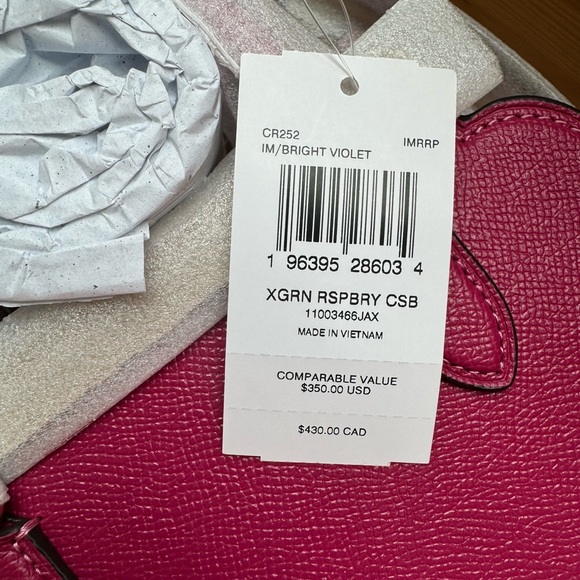 CR252 IMRRP
IM/BRIGHT VIOLET
1 96395 28603 4
XGRN RSPBRY CSB
11003466JAX
MADE IN VIETNAM
COMPARABLE VALUE
$350.00 USD
$430.00 CAD